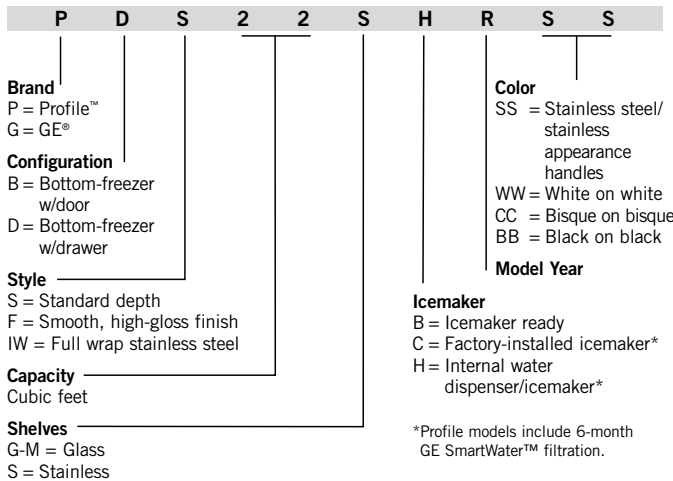 P D S 2 2 S H R S S
Brand
P = Profile™
G = GE®
Configuration
B = Bottom-freezer
w/door
D = Bottom-freezer
w/drawer
Style
S = Standard depth
F = Smooth, high-gloss finish
IW = Full wrap stainless steel
Capacity
Cubic feet
Shelves
G-M = Glass
S = Stainless
Color
SS = Stainless steel/
stainless
appearance
handles
WW = White on white
CC = Bisque on bisque
BB = Black on black
Model Year
Icemaker
B = Icemaker ready
C = Factory-installed icemaker*
H = Internal water
dispenser/icemaker*
*Profile models include 6-month
GE SmartWater™ filtration.